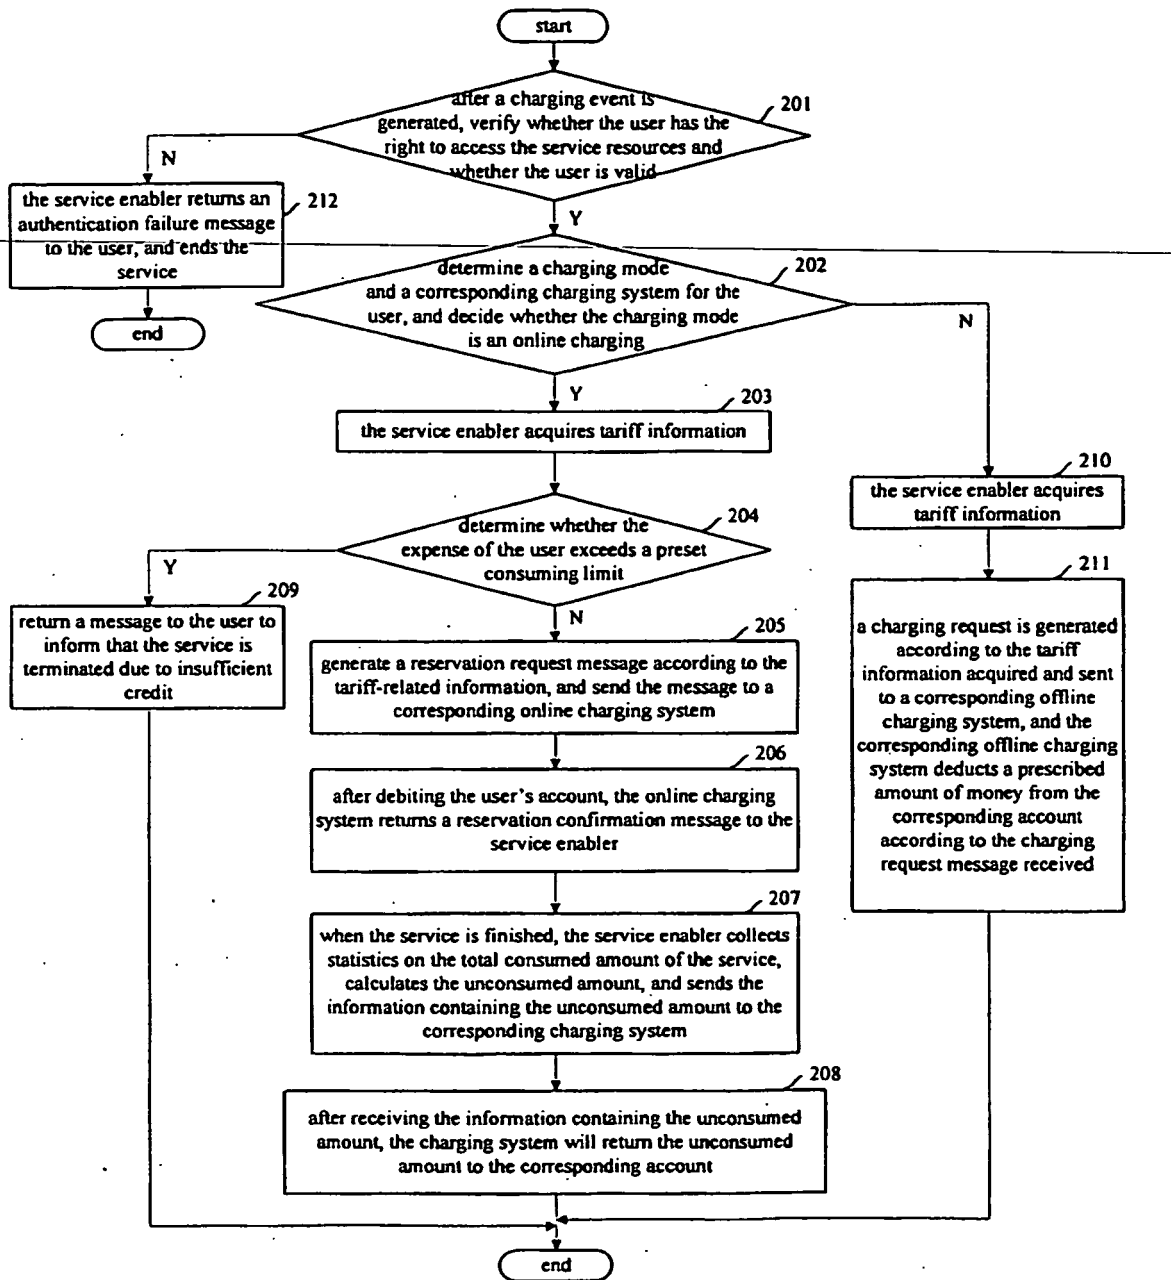 start
after a charging event is
generated, verify whether the user has the
right to access the service resources and
whether the user is valid
201
N
Y
the service enabler returns an
authentication failure message
to the user, and ends the
service
212
end
determine a charging mode
and a corresponding charging system for the
user, and decide whether the charging mode
is an online charging
202
N
Y
203
the service enabler acquires tariff information
210
the service enabler acquires
tariff information
determine whether the
expense of the user exceeds a preset
consuming limit
204
Y
N
209
return a message to the user to
inform that the service is
terminated due to insufficient
credit
205
generate a reservation request message according to the
tariff-related information, and send the message to a
corresponding online charging system
211
a charging request is generated
according to the tariff
information acquired and sent
to a corresponding offline
charging system, and the
corresponding offline charging
system deducts a prescribed
amount of money from the
corresponding account
according to the charging
request message received
206
after debiting the user's account, the online charging
system returns a reservation confirmation message to the
service enabler
207
when the service is finished, the service enabler collects
statistics on the total consumed amount of the service,
calculates the unconsumed amount, and sends the
information containing the unconsumed amount to the
corresponding charging system
208
after receiving the information containing the unconsumed
amount, the charging system will return the unconsumed
amount to the corresponding account
end